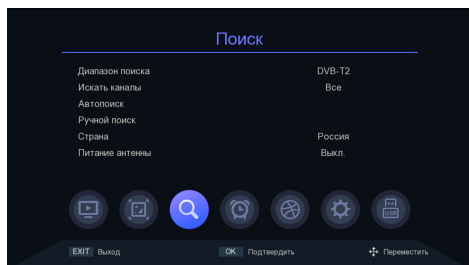 Поиск
Диапазон поиска DVB-T2
Искать каналы Все
Автопоиск
Ручной поиск
Страна Россия
Питание антенны Выкл.
USB
EXIT Выход OK Подтвердить Переместить